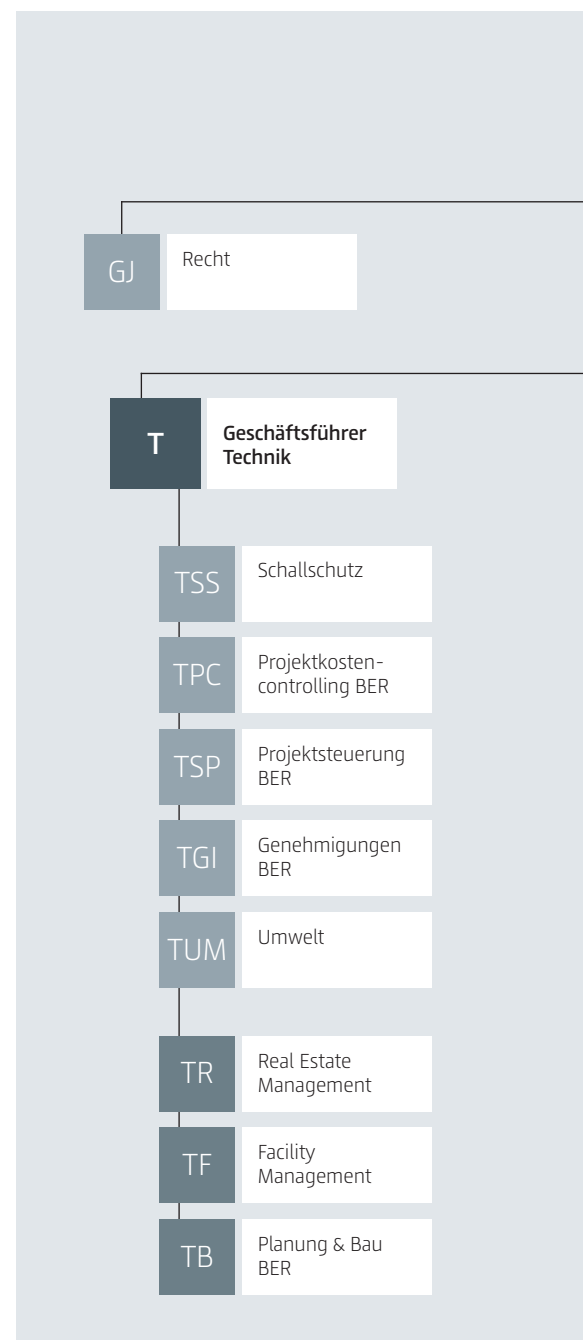 GJ
Recht
T
Geschäftsführer
Technik
TSS
Schallschutz
TPC
Projektkosten-
controlling BER
TSP
Projektsteuerung
BER
TGI
Genehmigungen
BER
TUM
Umwelt
TR
Real Estate
Management
TF
Facility
Management
TB
Planung & Bau
BER